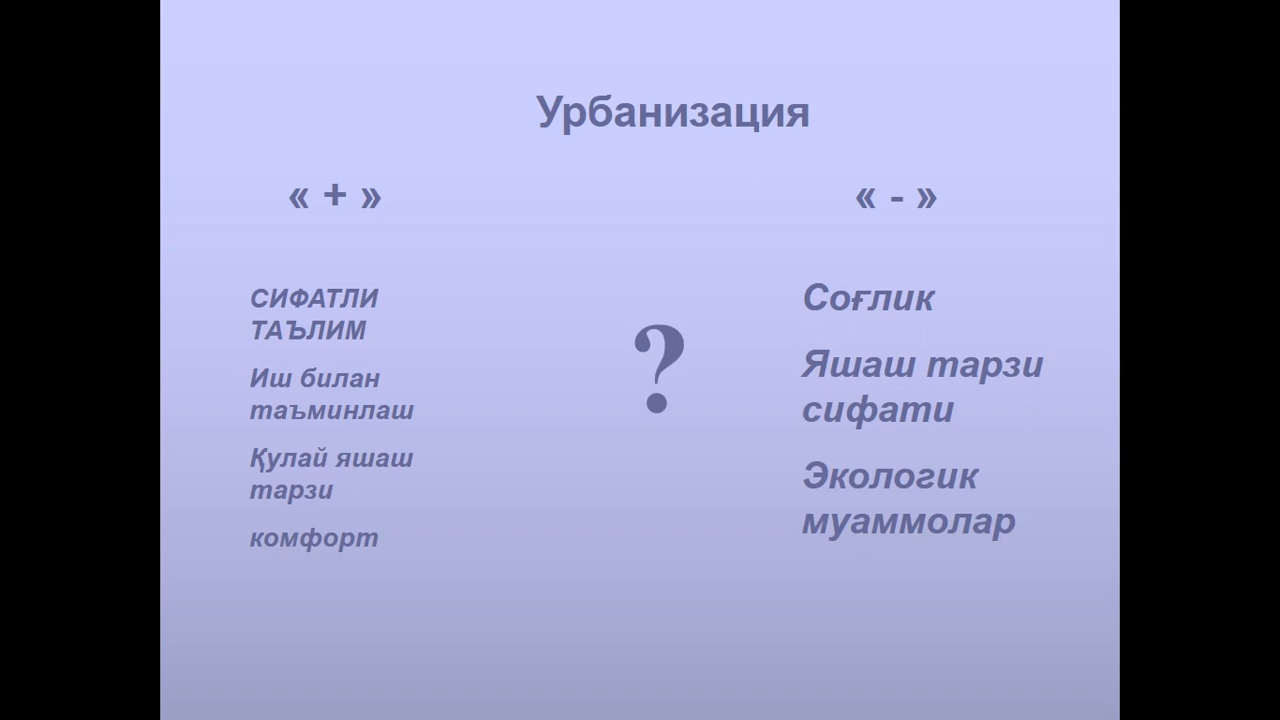 Урбанизация
« + »
« - »
СИФАТЛИ
ТАЪЛИМ
Иш билан
таъминлаш
Қулай яшаш
тарзи
комфорт
?
Соғлик
Яшаш тарзи
сифати
Экологик
муаммолар